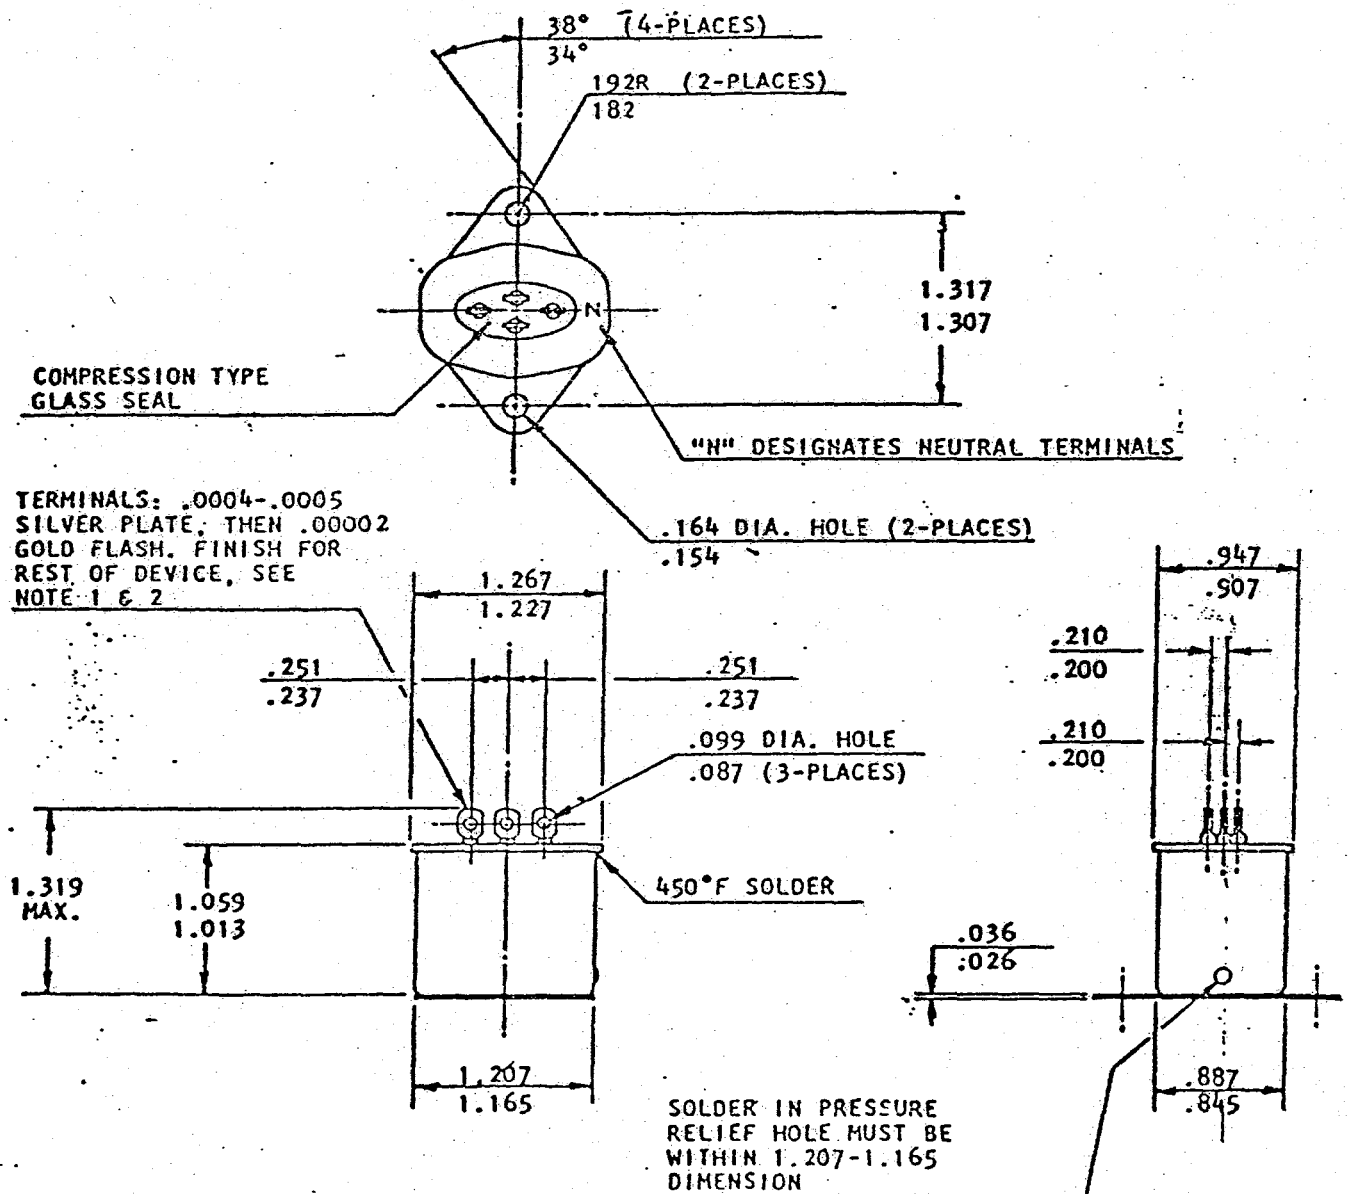 38° (4-PLACES)
34°
192R (2-PLACES)
182
1.317
1.307
N
COMPRESSION TYPE
GLASS SEAL
"N" DESIGNATES NEUTRAL TERMINALS
TERMINALS: .0004-.0005
SILVER PLATE, THEN .00002
GOLD FLASH. FINISH FOR
REST OF DEVICE, SEE
NOTE 1 & 2
.164 DIA. HOLE (2-PLACES)
.154
1.267
1.227
.947
.907
.251
.237
.251
.237
.210
.200
.099 DIA. HOLE
.087 (3-PLACES)
.210
.200
1.319
MAX.
1.059
1.013
450°F SOLDER
.036
.026
1.207
1.165
.887
.845
SOLDER IN PRESSURE
RELIEF HOLE MUST BE
WITHIN 1.207-1.165
DIMENSION